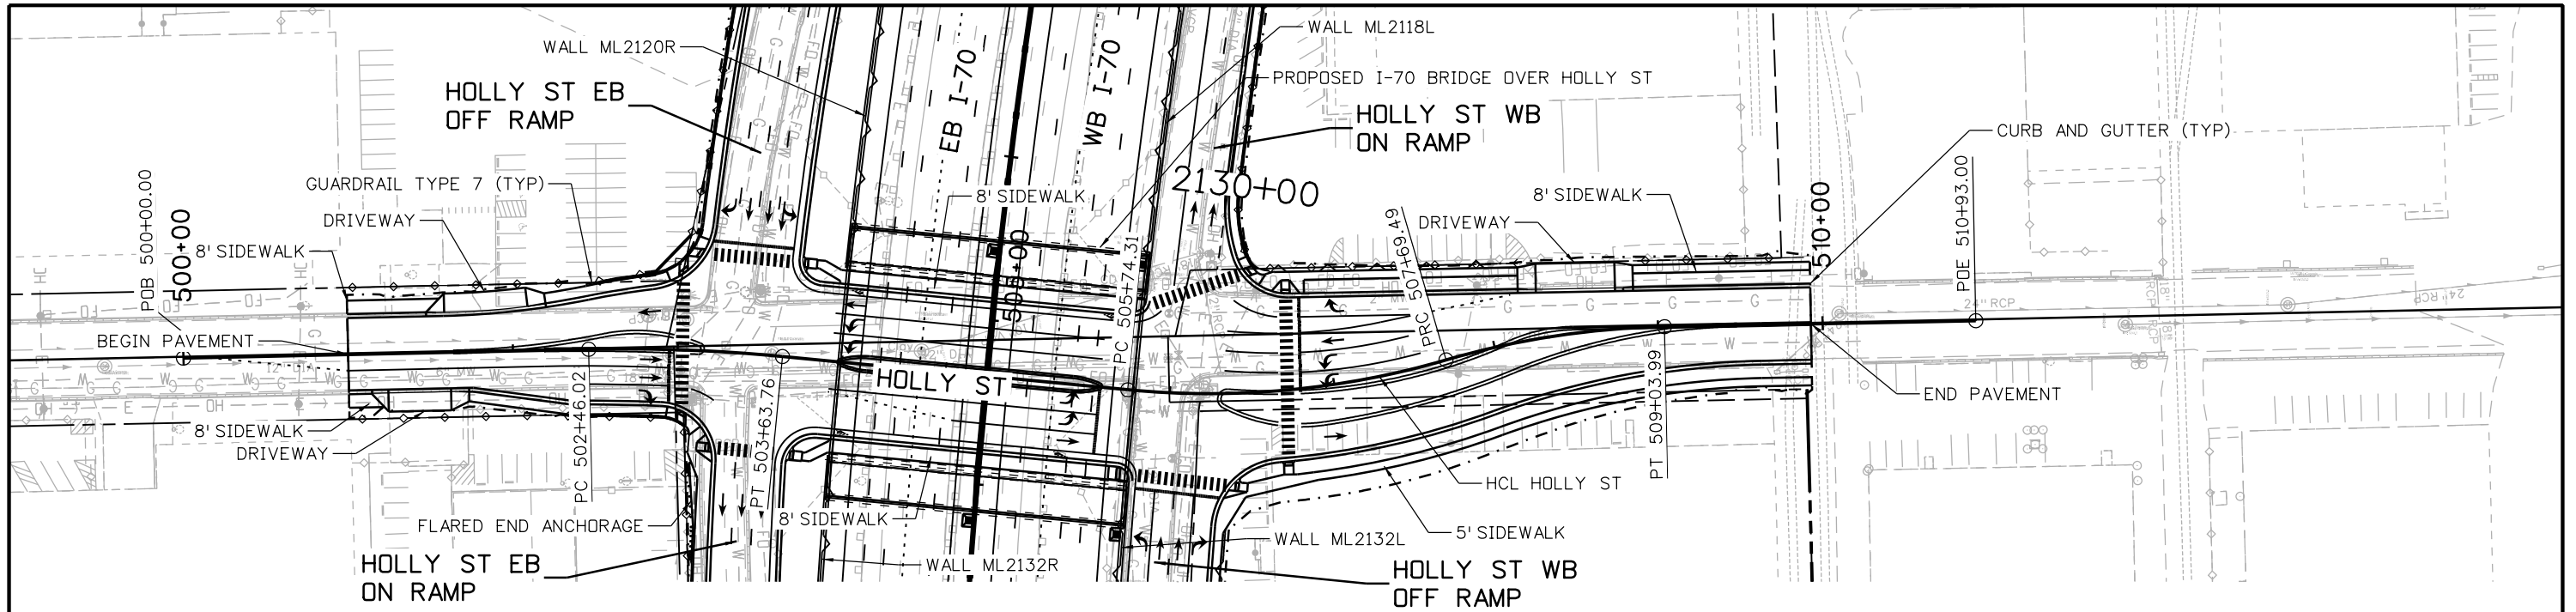 WALL ML2120R
WALL ML2118L
HOLLY ST EB
OFF RAMP
EB I-70
WB I-70
PROPOSED I-70 BRIDGE OVER HOLLY ST
HOLLY ST WB
ON RAMP
CURB AND GUTTER (TYP)
GUARDRAIL TYPE 7 (TYP)
DRIVEWAY
8' SIDEWALK
POB 500+00.00
500+00
BEGIN PAVEMENT
8' SIDEWALK
2130+00
505+00
PC 505+74.31
PRC 507+69.49
DRIVEWAY
8' SIDEWALK
510+00
POE 510+93.00
24" RCP
24" RCP
HOLLY ST
PC 502+46.02
PT 503+63.76
PT 509+03.99
END PAVEMENT
8' SIDEWALK
DRIVEWAY
FLARED END ANCHORAGE
8' SIDEWALK
HCL HOLLY ST
5' SIDEWALK
WALL ML2132L
WALL ML2132R
HOLLY ST EB
ON RAMP
HOLLY ST WB
OFF RAMP